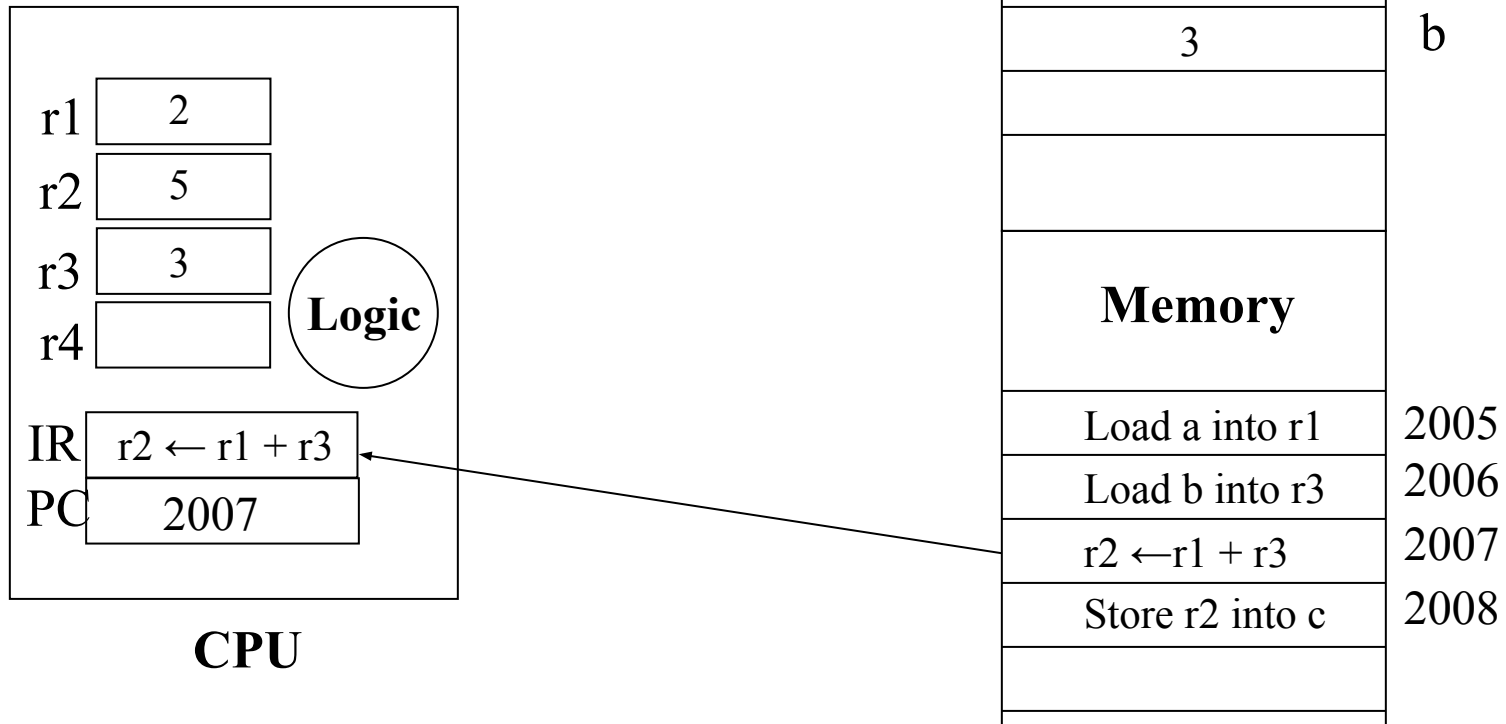 r1 2
r2 5
r3 3
r4
Logic
IR r2 ← r1 + r3
PC 2007
CPU
3 b
Memory
Load a into r1 2005
Load b into r3 2006
r2 ←r1 + r3 2007
Store r2 into c 2008